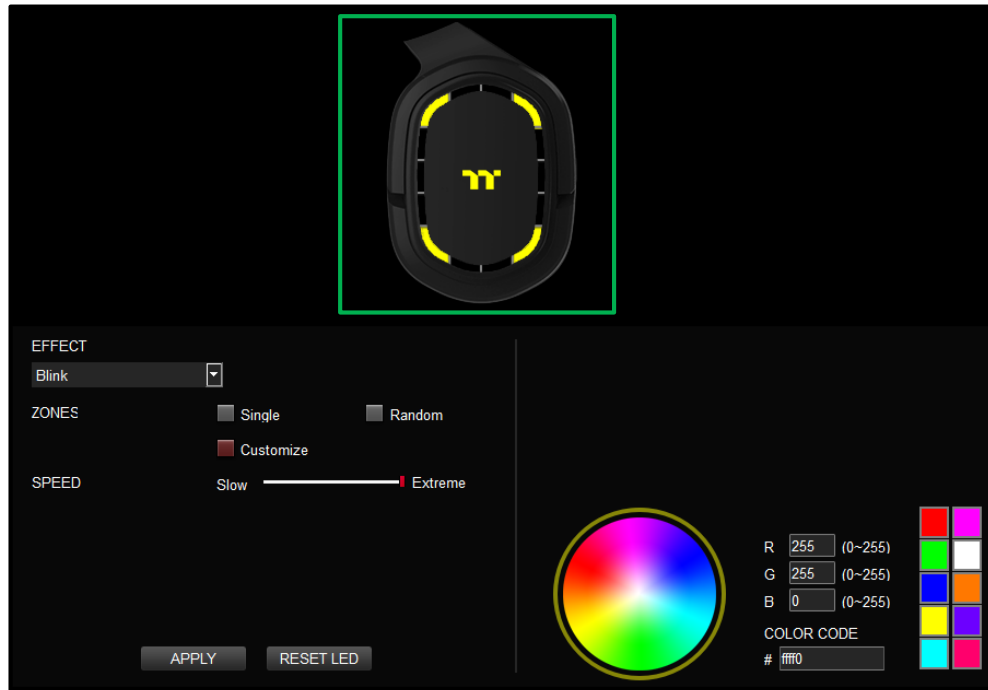 EFFECT
Blink
ZONES
Single
Random
Customize
SPEED
Slow
Extreme
APPLY
RESET LED
R 255 (0~255)
G 255 (0~255)
B 0 (0~255)
COLOR CODE
# ffff0